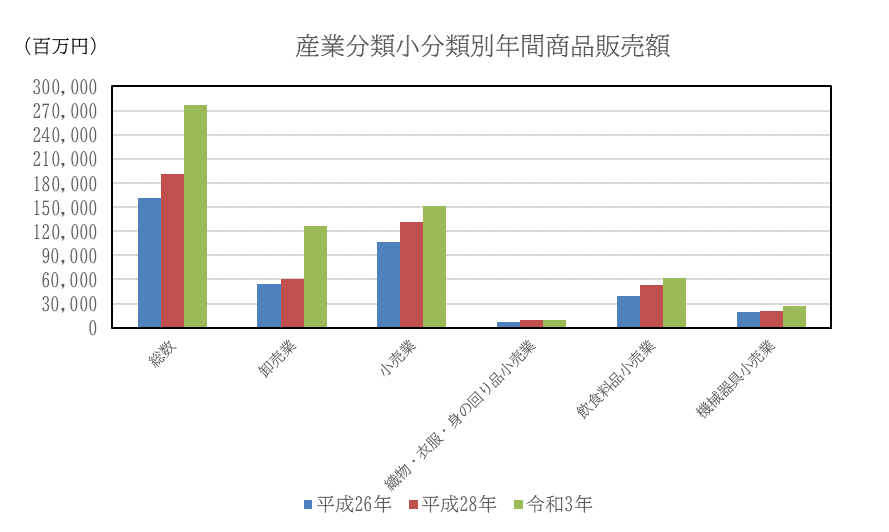 （百万円）
産業分類小分類別年間商品販売額
300,000
270,000
240,000
210,000
180,000
150,000
120,000
90,000
60,000
30,000
0
総数
卸売業
小売業
織物・衣服・身の回り品小売業
飲食料品小売業
機械器具小売業
平成26年 平成28年 令和3年